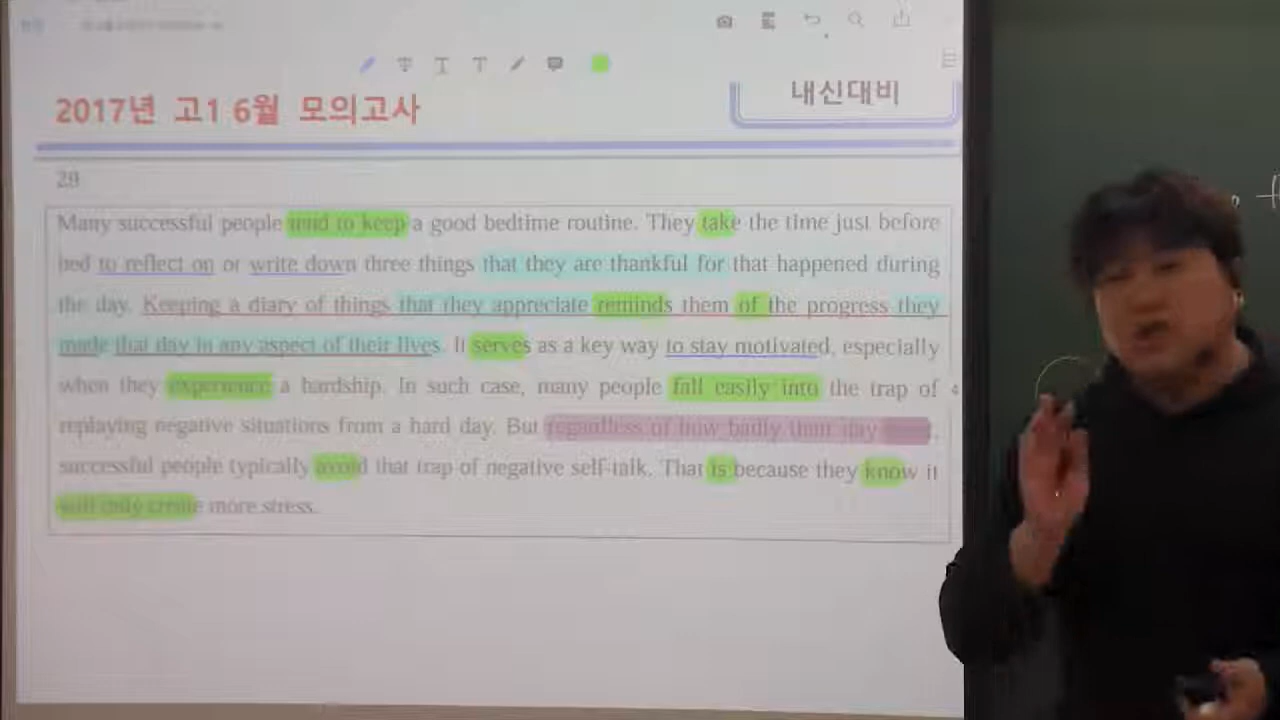 내신대비
2017년 고1 6월 모의고사
29
Many successful people tend to keep a good bedtime routine. They take the time just before
bed to reflect on or write down three things that they are thankful for that happened during
the day. Keeping a diary of things that they appreciate reminds them of the progress they
made that day in any aspect of their lives. It serves as a key way to stay motivated, especially
when they experience a hardship. In such case, many people fall easily into the trap of
replaying negative situations from a hard day. But regardless of how badly their day
successful people typically avoid that trap of negative self-talk. That is because they know it
will only create more stress.